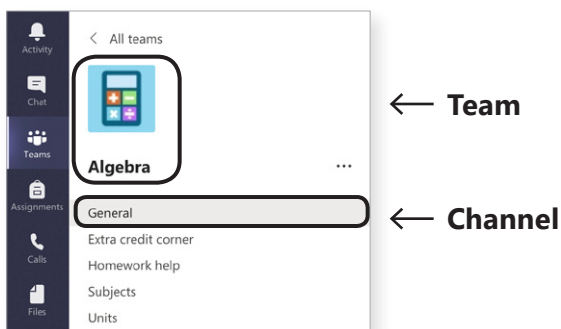 Activity
Chat
Teams
Assignments
Calls
Files
< All teams
Algebra
...
General
Extra credit corner
Homework help
Subjects
Units
← Team
← Channel